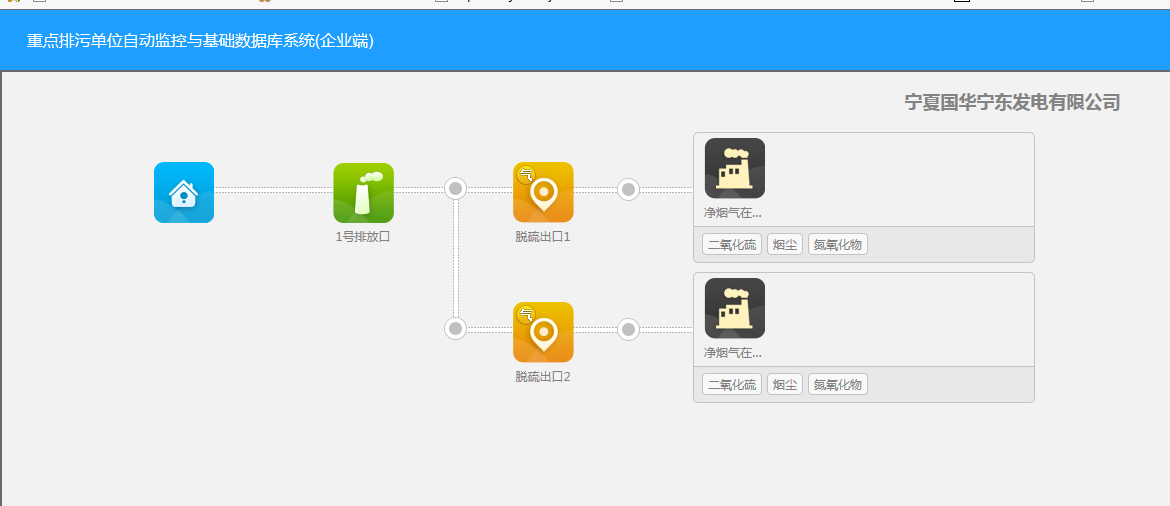 重点排污单位自动监控与基础数据库系统(企业端)
宁夏国华宁东发电有限公司
1号排放口
气
脱硫出口1
净烟气在...
二氧化硫 烟尘 氮氧化物
气
脱硫出口2
净烟气在...
二氧化硫 烟尘 氮氧化物